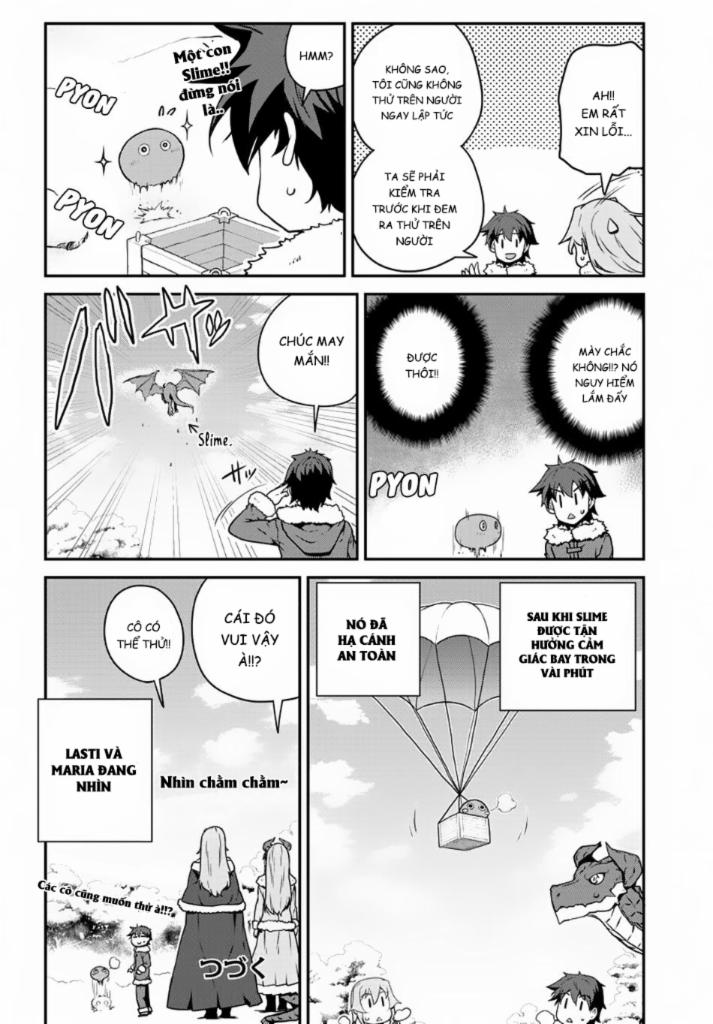 AH!!
EM RẤT
XIN LỖI...
KHÔNG SAO,
TÔI CŨNG KHÔNG
THỬ TRÊN NGƯỜI
NGAY LẬP TỨC
TA SẼ PHẢI
KIỂM TRA
TRƯỚC KHI ĐEM
RA THỬ TRÊN
NGƯỜI
HMM?
Một con
Slime!!
đừng nói
là..
PYON
PYON
MÀY CHẮC
KHÔNG!!? NÓ
NGUY HIỂM
LẮM ĐẤY
ĐƯỢC
THÔI!!
PYON
CHÚC MAY
MẮN!!
Slime.
SAU KHI SLIME
ĐƯỢC TẬN
HƯỞNG CẢM
GIÁC BAY TRONG
VÀI PHÚT
NÓ ĐÃ
HẠ CÁNH
AN TOÀN
CÁI ĐÓ
VUI VẬY
À!!?
CÔ CÓ
THỂ THỬ!!
LASTI VÀ
MARIA ĐANG
NHÌN
Nhìn chằm chằm~
Các cô cũng muốn thử à!!?
つづく